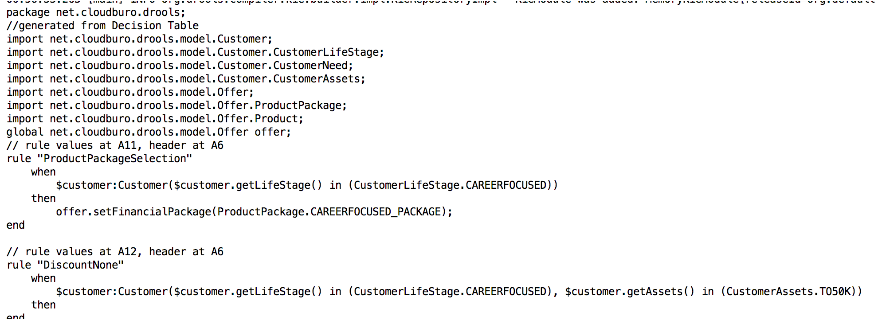 package net.cloudburo.drools;
//generated from Decision Table
import net.cloudburo.drools.model.Customer;
import net.cloudburo.drools.model.Customer.CustomerLifeStage;
import net.cloudburo.drools.model.Customer.CustomerNeed;
import net.cloudburo.drools.model.Customer.CustomerAssets;
import net.cloudburo.drools.model.Offer;
import net.cloudburo.drools.model.Offer.ProductPackage;
import net.cloudburo.drools.model.Offer.Product;
global net.cloudburo.drools.model.Offer offer;
// rule values at A11, header at A6
rule "ProductPackageSelection"
    when
        $customer:Customer($customer.getLifeStage() in (CustomerLifeStage.CAREERFOCUSED))
    then
        offer.setFinancialPackage(ProductPackage.CAREERFOCUSED_PACKAGE);
end
// rule values at A12, header at A6
rule "DiscountNone"
    when
        $customer:Customer($customer.getLifeStage() in (CustomerLifeStage.CAREERFOCUSED), $customer.getAssets() in (CustomerAssets.TO50K))
    then
end